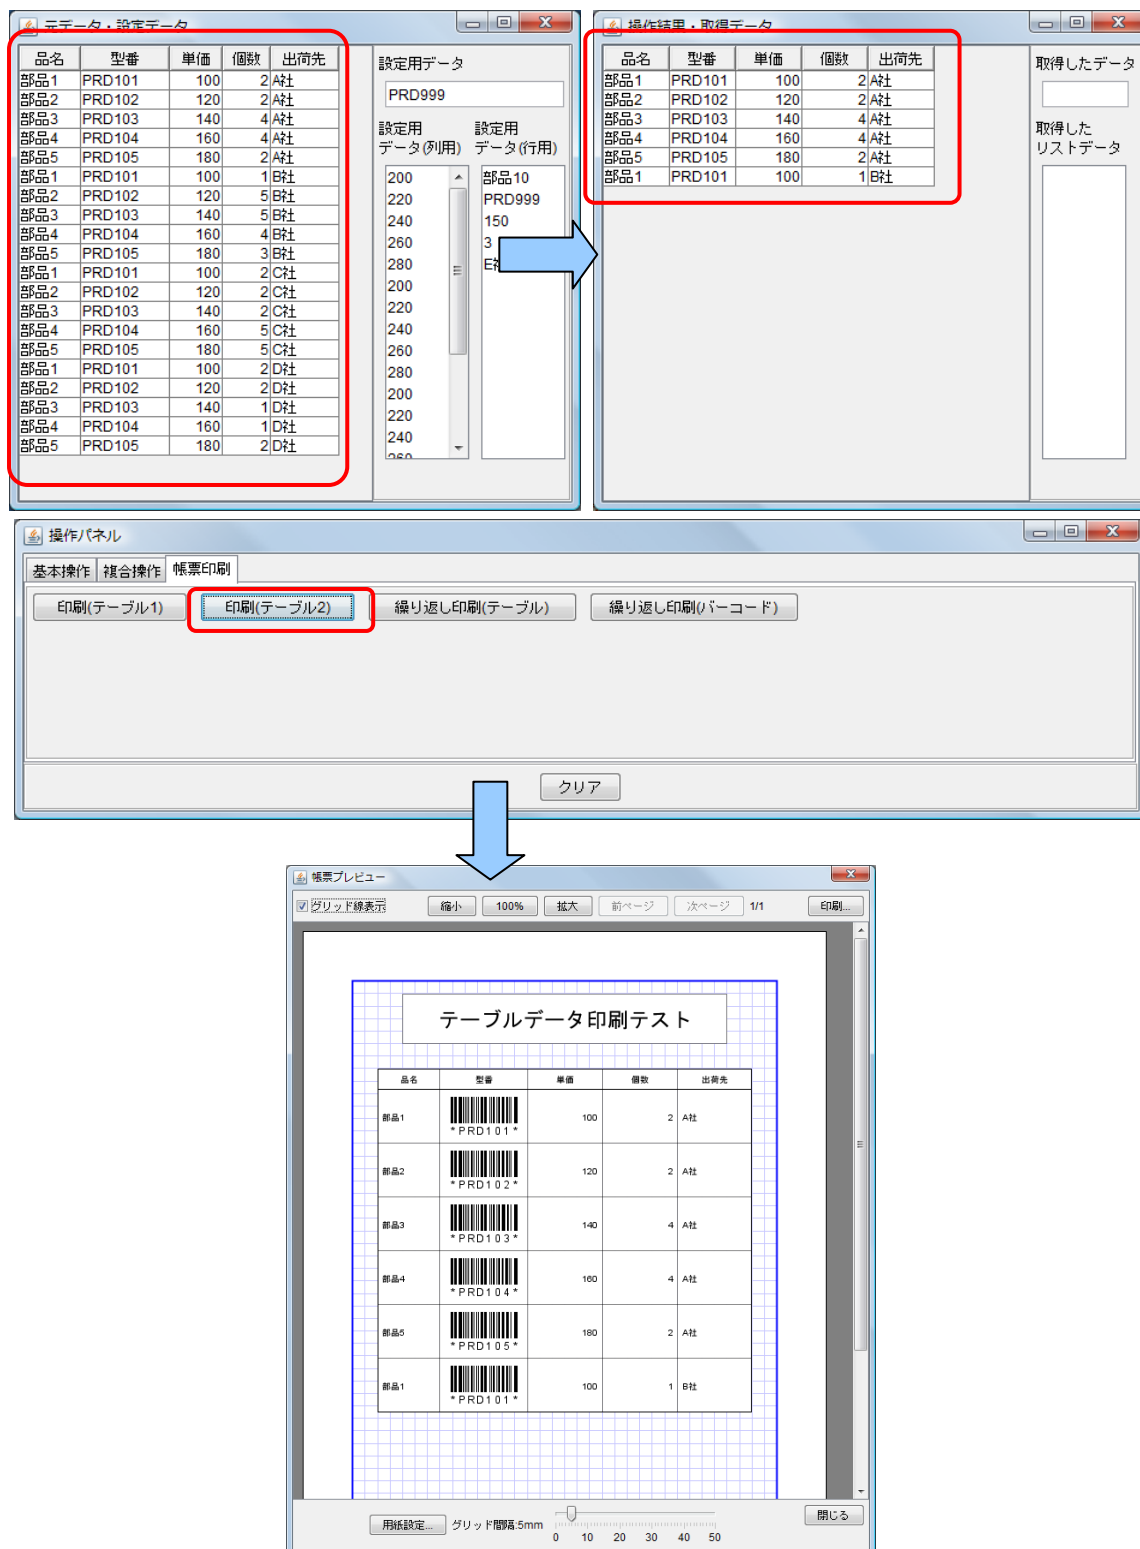 元データ・設定データ
品名 型番 単価 個数 出荷先
部品1 PRD101 100 2 A社
部品2 PRD102 120 2 A社
部品3 PRD103 140 4 A社
部品4 PRD104 160 4 A社
部品5 PRD105 180 2 A社
部品1 PRD101 100 1 B社
部品2 PRD102 120 5 B社
部品3 PRD103 140 5 B社
部品4 PRD104 160 4 B社
部品5 PRD105 180 3 B社
部品1 PRD101 100 2 C社
部品2 PRD102 120 2 C社
部品3 PRD103 140 2 C社
部品4 PRD104 160 5 C社
部品5 PRD105 180 5 C社
部品1 PRD101 100 2 D社
部品2 PRD102 120 2 D社
部品3 PRD103 140 1 D社
部品4 PRD104 160 1 D社
部品5 PRD105 180 2 D社
設定用データ
PRD999
設定用
データ(列用)
200
220
240
260
280
200
220
240
260
280
200
220
240
260
設定用
データ(行用)
部品10
PRD999
150
3
E社
操作結果・取得データ
品名 型番 単価 個数 出荷先
部品1 PRD101 100 2 A社
部品2 PRD102 120 2 A社
部品3 PRD103 140 4 A社
部品4 PRD104 160 4 A社
部品5 PRD105 180 2 A社
部品1 PRD101 100 1 B社
取得したデータ
取得した
リストデータ
操作パネル
基本操作 複合操作 帳票印刷
印刷(テーブル1) 印刷(テーブル2) 繰り返し印刷(テーブル) 繰り返し印刷(バーコード)
クリア
帳票プレビュー
グリッド線表示 縮小 100% 拡大 前ページ 次ページ 1/1 印刷...
テーブルデータ印刷テスト
品名 型番 単価 個数 出荷先
部品1 *PRD101* 100 2 A社
部品2 *PRD102* 120 2 A社
部品3 *PRD103* 140 4 A社
部品4 *PRD104* 160 4 A社
部品5 *PRD105* 180 2 A社
部品1 *PRD101* 100 1 B社
用紙設定... グリッド間隔:5mm 閉じる
0 10 20 30 40 50